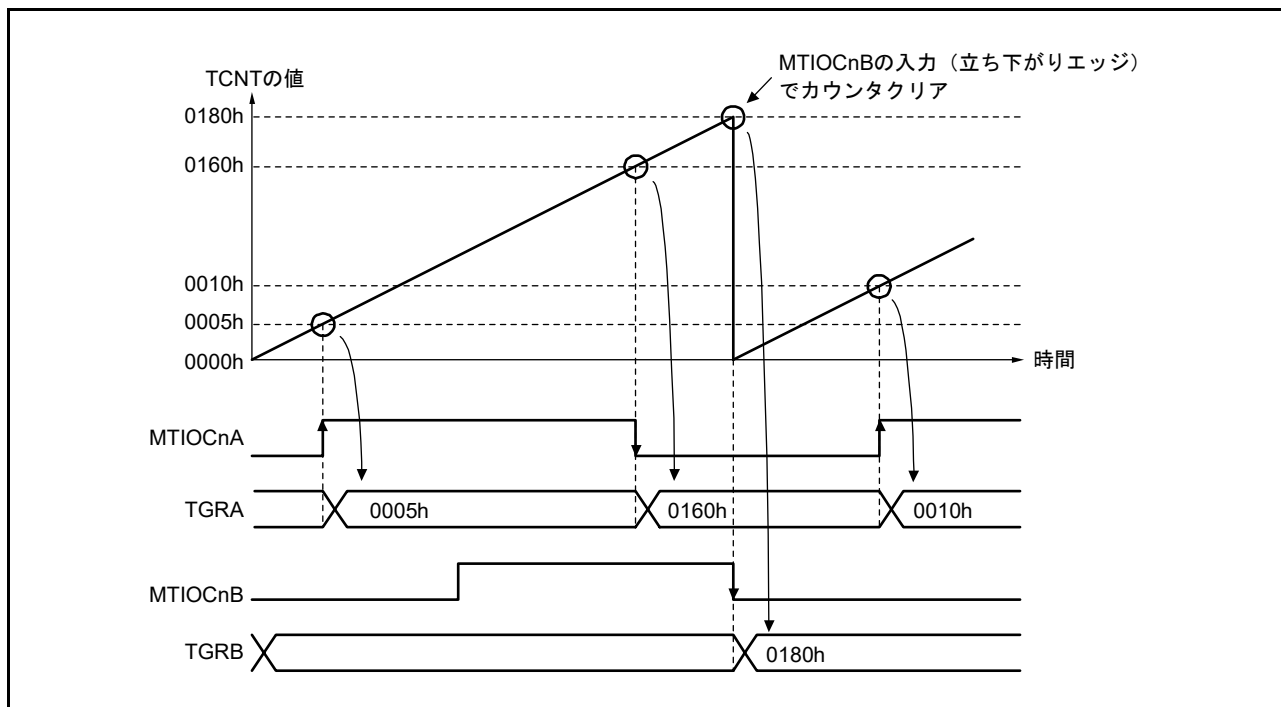 MTIOCnBの入力（立ち下がりエッジ）
でカウンタクリア
TCNTの値
0180h
0160h
0010h
0005h
0000h
時間
MTIOCnA
TGRA
0005h
0160h
0010h
MTIOCnB
TGRB
0180h